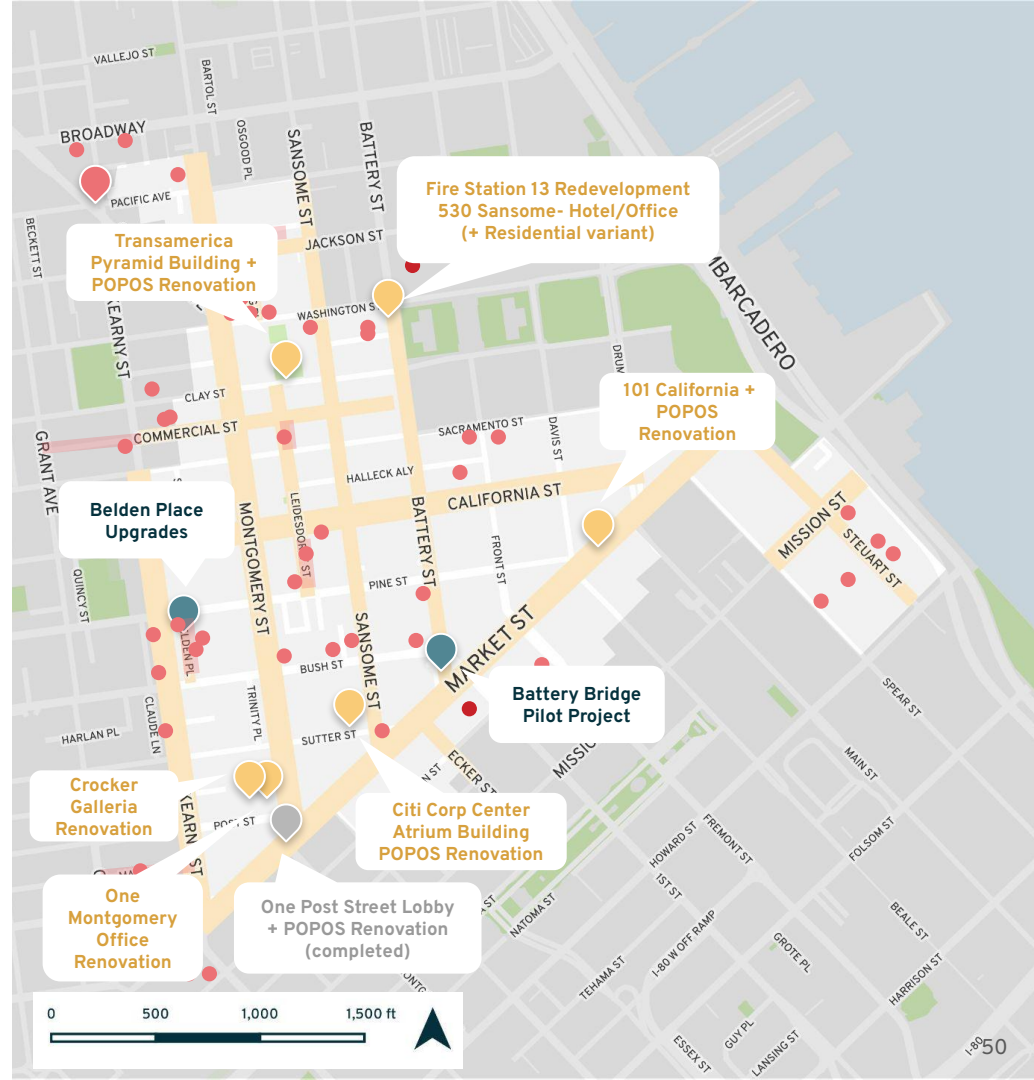 VALLEJO ST
BARTOL ST
BROADWAY
OSGOOD PL
SANSOME ST
BATTERY ST
PACIFIC AVE
BECKETT ST
JACKSON ST
Fire Station 13 Redevelopment
530 Sansome- Hotel/Office
(+ Residential variant)
Transamerica
Pyramid Building +
POPOS Renovation
WASHINGTON S
MBARCADERO
KEARNY ST
DRUM
CLAY ST
COMMERCIAL ST
SACRAMENTO ST
DAVIS ST
101 California +
POPOS
Renovation
GRANT AVE
HALLECK ALY
CALIFORNIA ST
Belden Place
Upgrades
MONTGOMERY ST
LEIDESDO
ST
BATTERY ST
FRONT ST
MISSION ST
STEUART ST
QUINCY ST
PINE ST
SANSOME ST
LDEN PL
BUSH ST
MARKET ST
Battery Bridge
Pilot Project
SPEAR ST
CLAUDE LN
TRINITY PL
HARLAN PL
SUTTER ST
MISSIO
MAIN ST
ECKER ST
N ST
Crocker
Galleria
Renovation
POST ST
KEARN
ST
Citi Corp Center
Atrium Building
POPOS Renovation
HOWARD ST
FREMONT ST
FOLSOM ST
1ST ST
One
Montgomery
Office
Renovation
One Post Street Lobby
+ POPOS Renovation
(completed)
A ST
NATOMA ST
BEALE ST
I-80 W OFF RAMP
GROTE PL
TEHAMA ST
HARRISON ST
ONTG
0 500 1,000 1,500 ft
GUY PL
ESSEX ST
LANSING ST
I-80
50